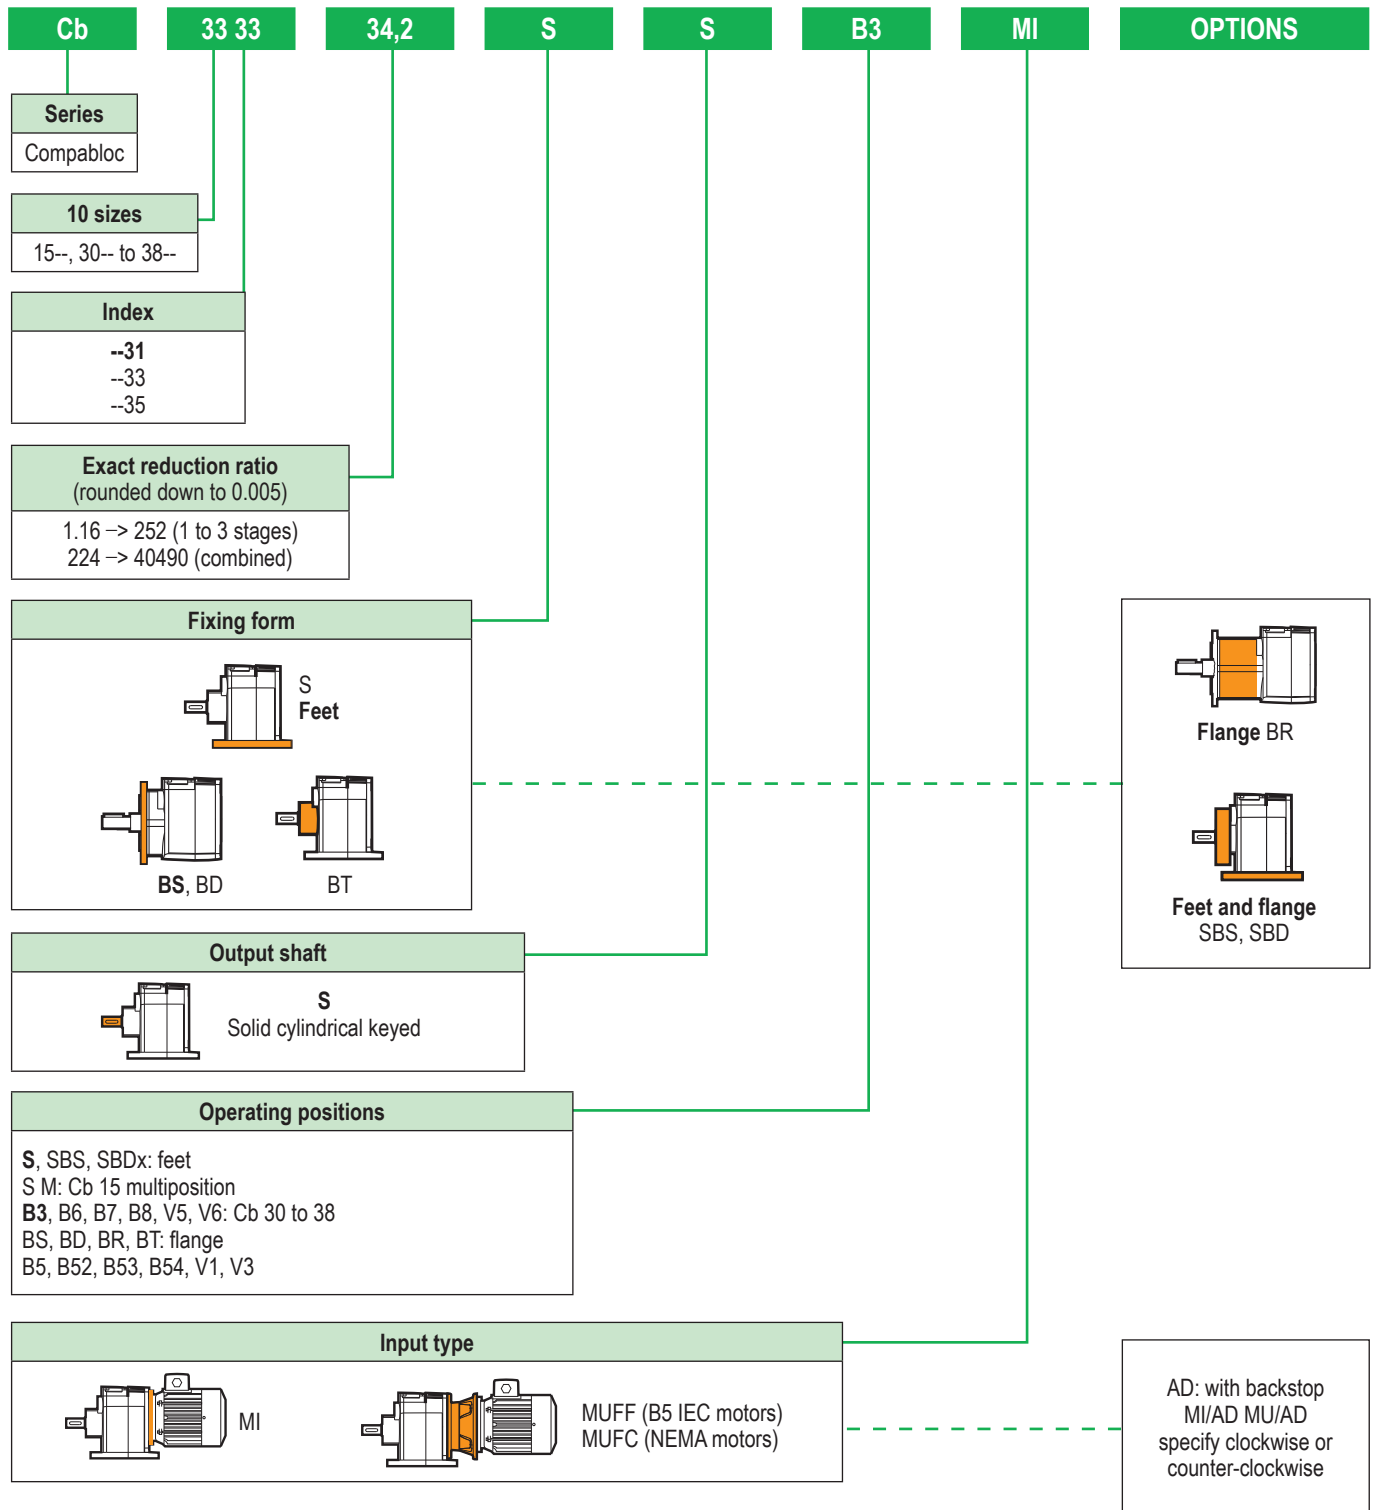 Cb 33 33 34,2 S S B3 MI OPTIONS
Series
Compabloc
10 sizes
15--, 30-- to 38--
Index
--31
--33
--35
Exact reduction ratio
(rounded down to 0.005)
1.16 –> 252 (1 to 3 stages)
224 –> 40490 (combined)
Fixing form
S
Feet
BS, BD
BT
Flange BR
Feet and flange
SBS, SBD
Output shaft
S
Solid cylindrical keyed
Operating positions
S, SBS, SBDx: feet
S M: Cb 15 multiposition
B3, B6, B7, B8, V5, V6: Cb 30 to 38
BS, BD, BR, BT: flange
B5, B52, B53, B54, V1, V3
Input type
MI
MUFF (B5 IEC motors)
MUFC (NEMA motors)
AD: with backstop
MI/AD MU/AD
specify clockwise or
counter-clockwise